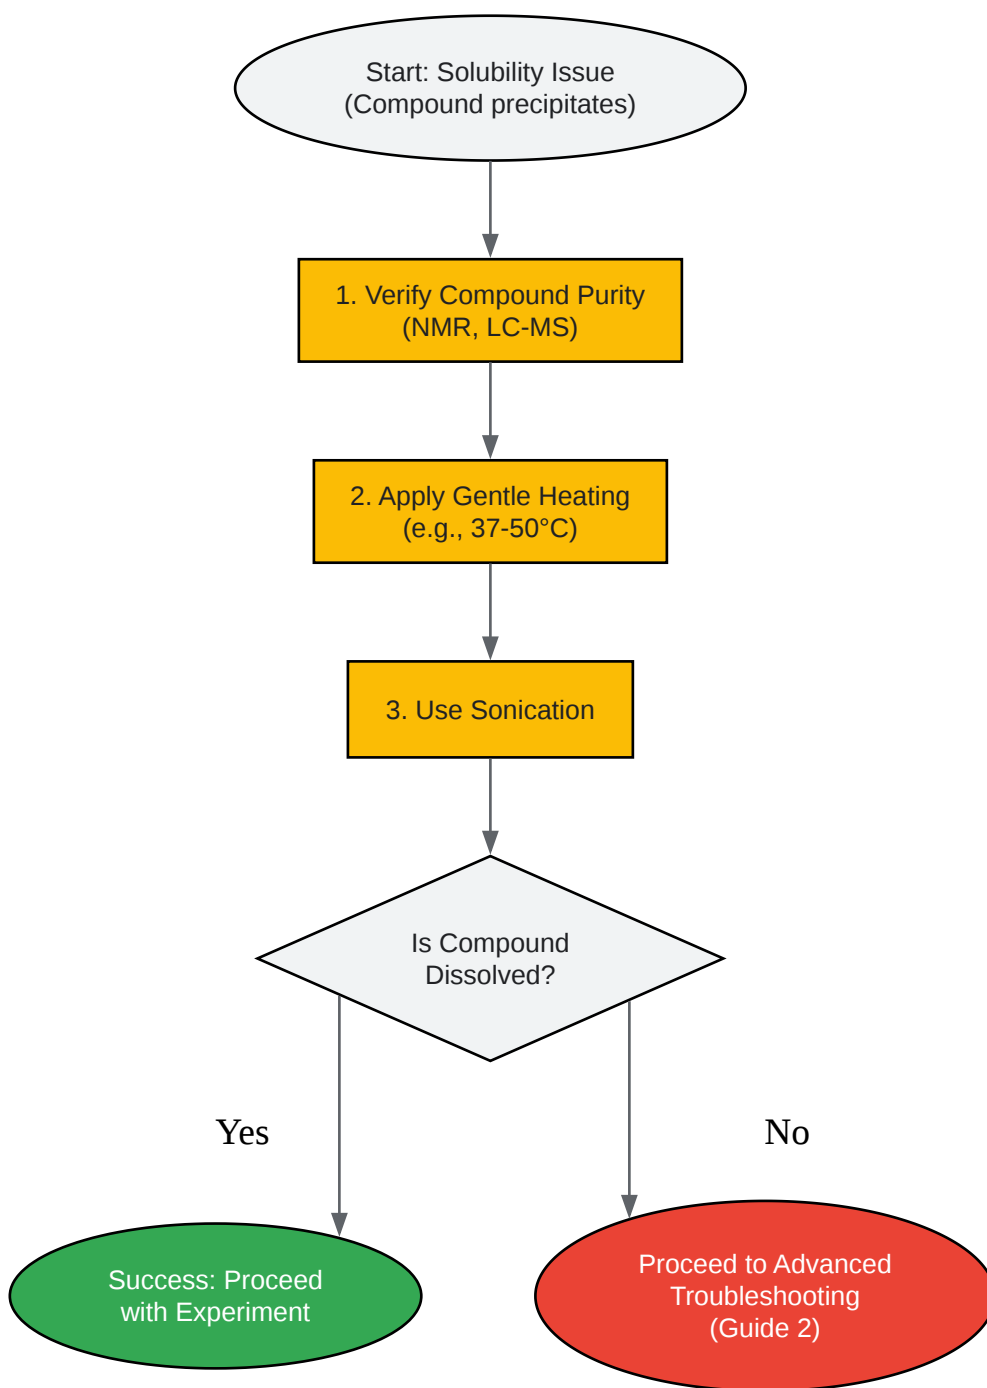 Start: Solubility Issue
(Compound precipitates)
1. Verify Compound Purity
(NMR, LC-MS)
2. Apply Gentle Heating
(e.g., 37-50°C)
3. Use Sonication
Is Compound
Dissolved?
Yes
No
Success: Proceed
with Experiment
Proceed to Advanced
Troubleshooting
(Guide 2)